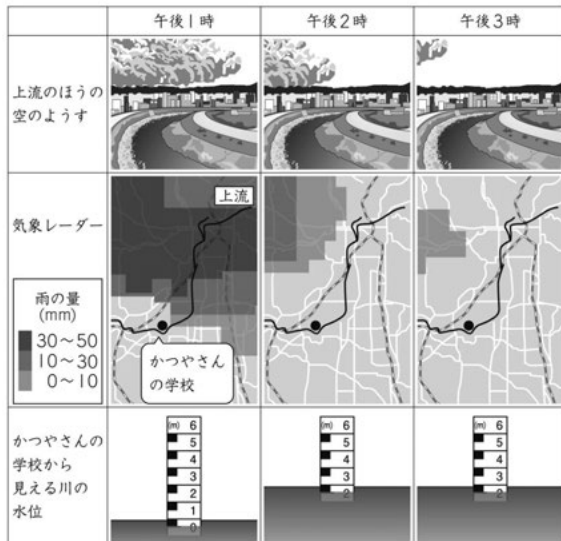 午後1時
午後2時
午後3時
上流のほうの
空のようす
気象レーダー
上流
雨の量
(mm)
30～50
10～30
0～10
かつやさん
の学校
かつやさんの
学校から
見える川の
水位
(m) 6
5
4
3
2
1
0
(m) 6
5
4
3
2
(m) 6
5
4
3
2